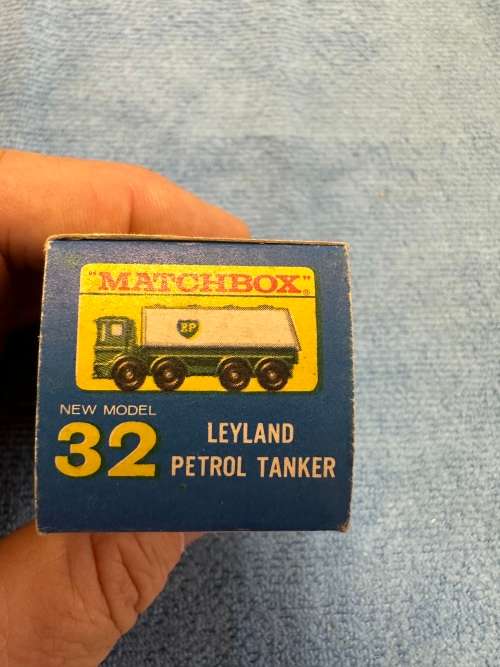 "MATCHBOX"®
BP
NEW MODEL
32
LEYLAND
PETROL TANKER